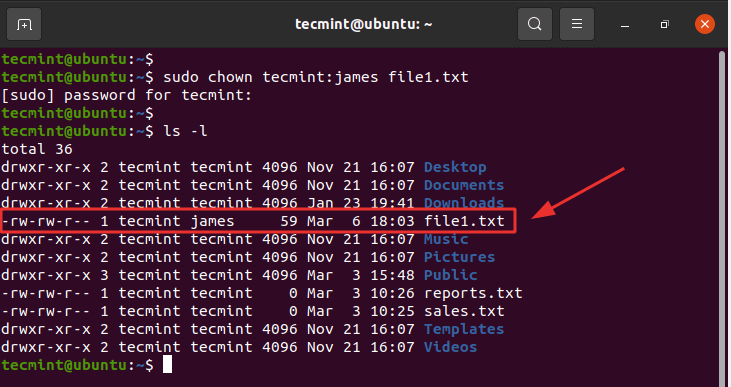 tecmint@ubuntu: ~
tecmint@ubuntu:~$
tecmint@ubuntu:~$ sudo chown tecmint:james file1.txt
[sudo] password for tecmint:
tecmint@ubuntu:~$
tecmint@ubuntu:~$ ls -l
total 36
drwxr-xr-x 2 tecmint tecmint 4096 Nov 21 16:07 Desktop
drwxr-xr-x 2 tecmint tecmint 4096 Nov 21 16:07 Documents
drwxr-xr-x 2 tecmint tecmint 4096 Jan 23 19:41 Downloads
-rw-rw-r-- 1 tecmint james     59 Mar  6 18:03 file1.txt
drwxr-xr-x 2 tecmint tecmint 4096 Nov 21 16:07 Music
drwxr-xr-x 2 tecmint tecmint 4096 Nov 21 16:07 Pictures
drwxr-xr-x 3 tecmint tecmint 4096 Mar  3 15:48 Public
-rw-rw-r-- 1 tecmint tecmint    0 Mar  3 10:26 reports.txt
-rw-rw-r-- 1 tecmint tecmint    0 Mar  3 10:25 sales.txt
drwxr-xr-x 2 tecmint tecmint 4096 Nov 21 16:07 Templates
drwxr-xr-x 2 tecmint tecmint 4096 Nov 21 16:07 Videos
tecmint@ubuntu:~$